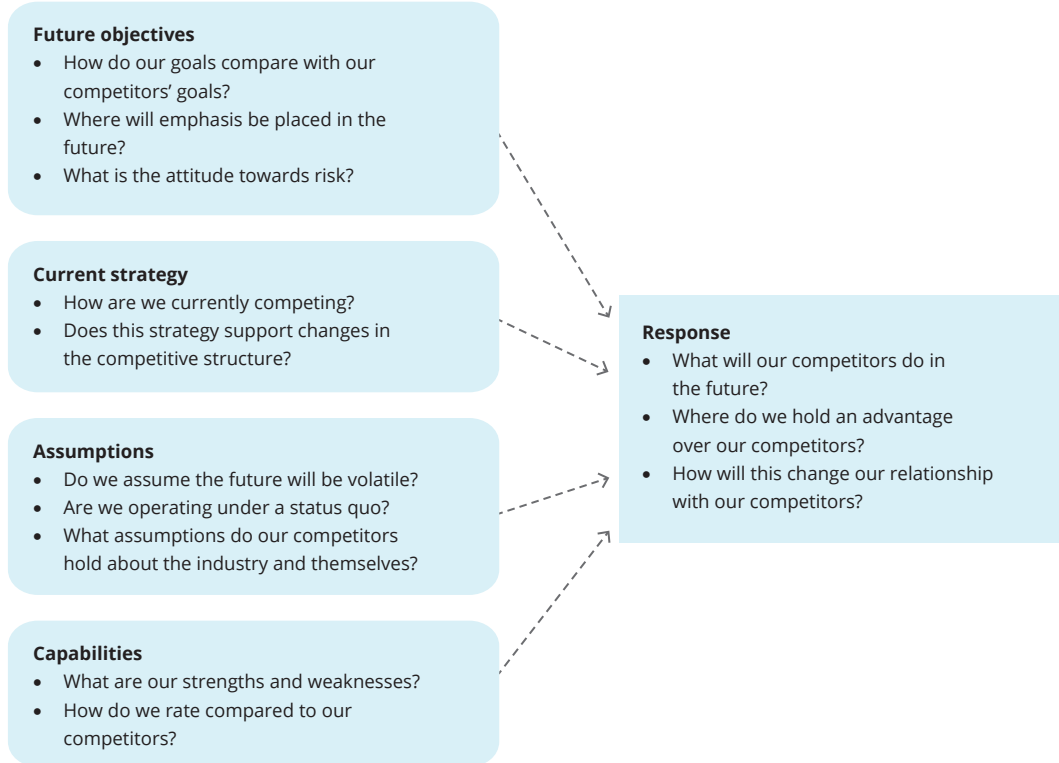 Future objectives
• How do our goals compare with our
competitors’ goals?
• Where will emphasis be placed in the
future?
• What is the attitude towards risk?
Current strategy
• How are we currently competing?
• Does this strategy support changes in
the competitive structure?
Assumptions
• Do we assume the future will be volatile?
• Are we operating under a status quo?
• What assumptions do our competitors
hold about the industry and themselves?
Capabilities
• What are our strengths and weaknesses?
• How do we rate compared to our
competitors?
Response
• What will our competitors do in
the future?
• Where do we hold an advantage
over our competitors?
• How will this change our relationship
with our competitors?